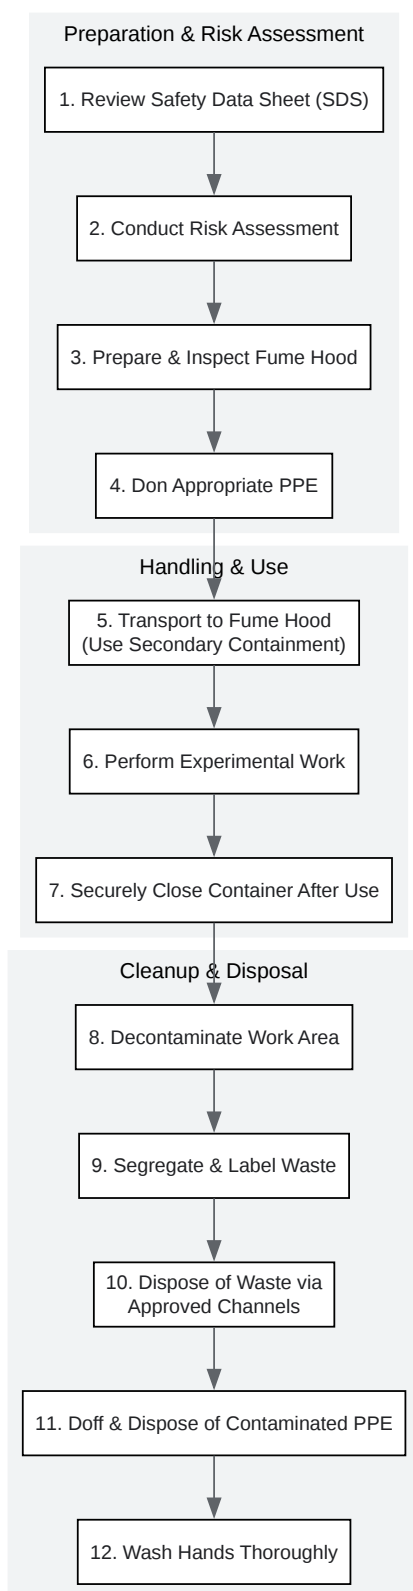 Preparation & Risk Assessment
1. Review Safety Data Sheet (SDS)
2. Conduct Risk Assessment
3. Prepare & Inspect Fume Hood
4. Don Appropriate PPE
Handling & Use
5. Transport to Fume Hood
(Use Secondary Containment)
6. Perform Experimental Work
7. Securely Close Container After Use
Cleanup & Disposal
8. Decontaminate Work Area
9. Segregate & Label Waste
10. Dispose of Waste via
Approved Channels
11. Doff & Dispose of Contaminated PPE
12. Wash Hands Thoroughly